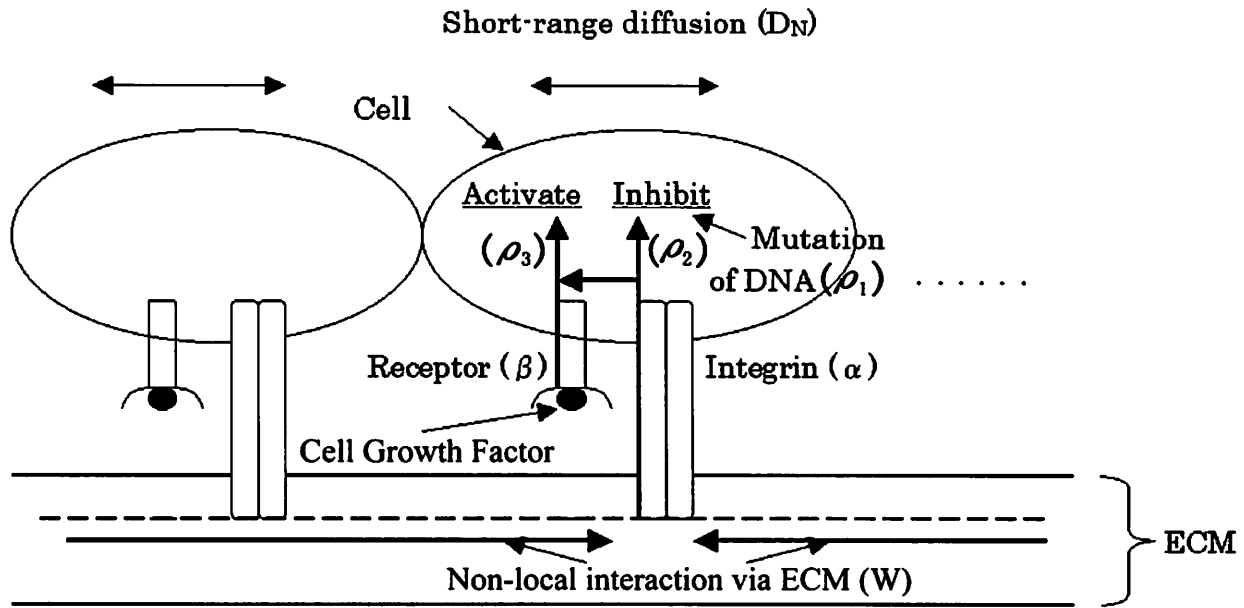 Short-range diffusion (D_N)
Cell
Activate Inhibit
(ρ₃) (ρ₂) Mutation
of DNA(ρ₁) ......
Receptor (β) Integrin (α)
Cell Growth Factor
ECM
Non-local interaction via ECM (W)